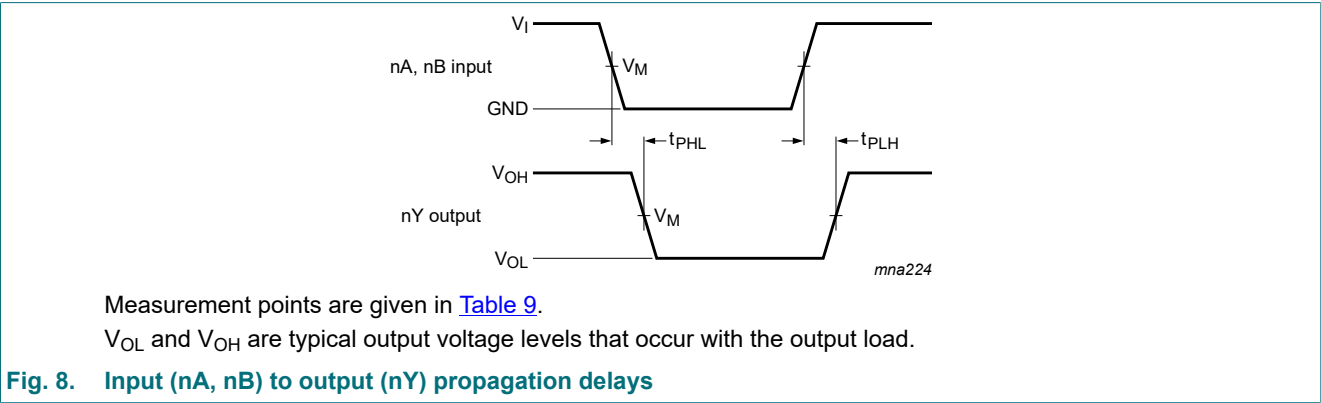 VI
nA, nB input
VM
GND
tPHL
tPLH
VOH
nY output
VM
VOL
mna224
Measurement points are given in Table 9.
VOL and VOH are typical output voltage levels that occur with the output load.
Fig. 8. Input (nA, nB) to output (nY) propagation delays